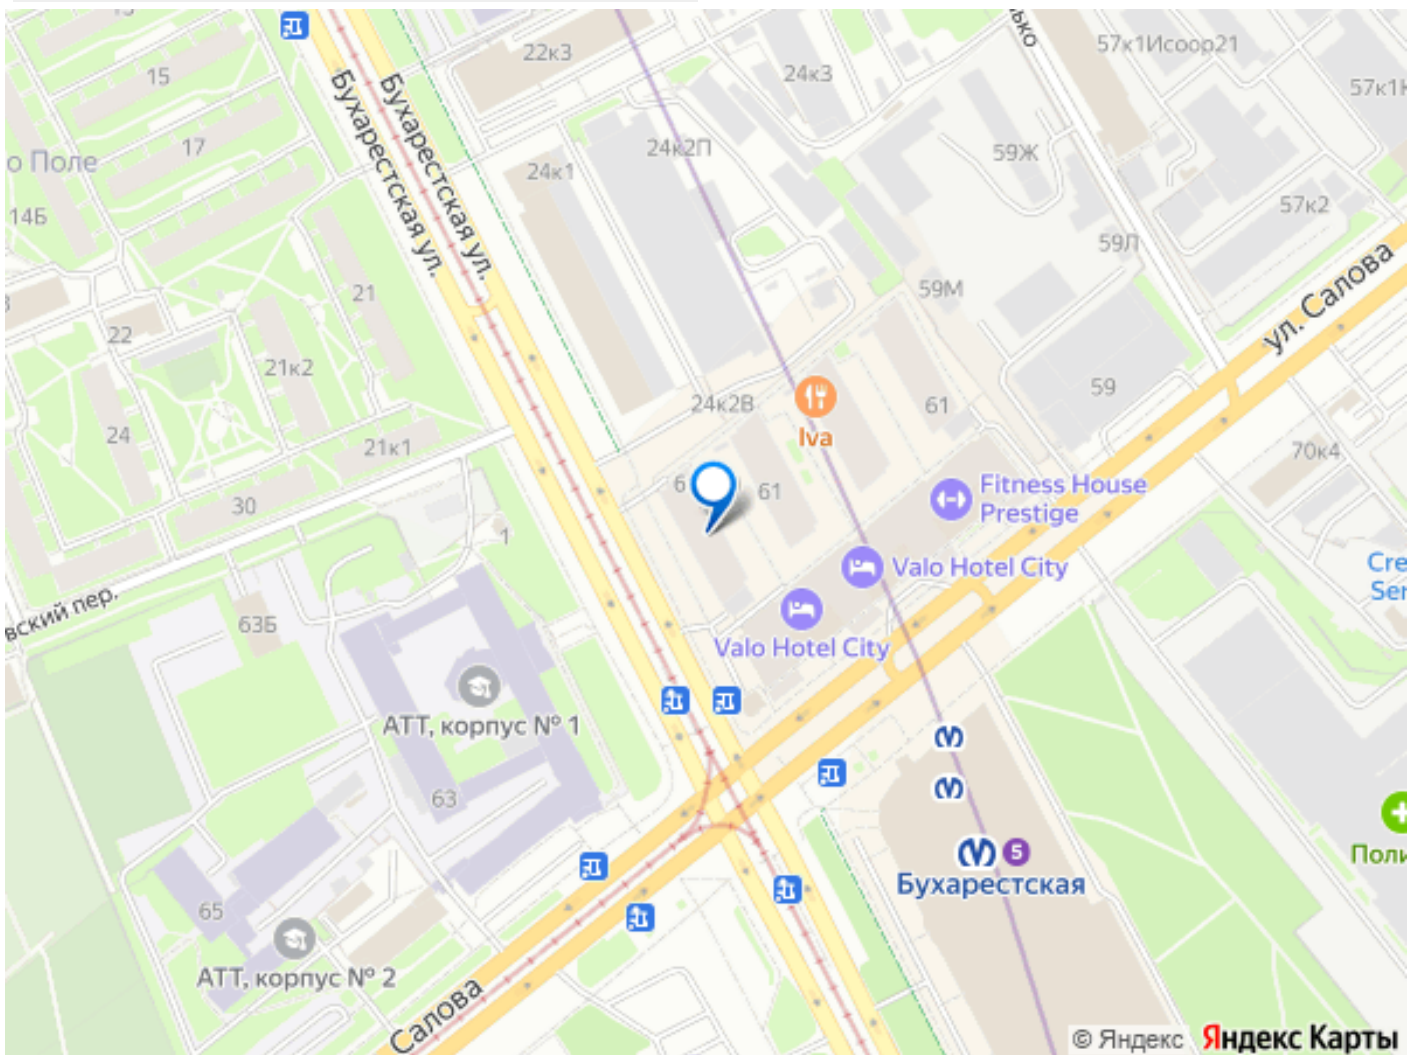 15
22к3
24к3
57к1Исоор21
57к1
Бухарестская ул.
Бухарестская ул.
17
24к1
24к2П
59Ж
о Поле
14Б
57к2
59Л
59М
ул. Салова
21
22
21к2
24к2В
Iva
61
59
24
21к1
70к4
30
6
61
Fitness House
Prestige
1
Valo Hotel City
Cre
Ser
вский пер.
63Б
Valo Hotel City
АТТ, корпус № 1
63
5
Бухарестская
Поли
65
АТТ, корпус № 2
Салова
© Яндекс Яндекс Карты